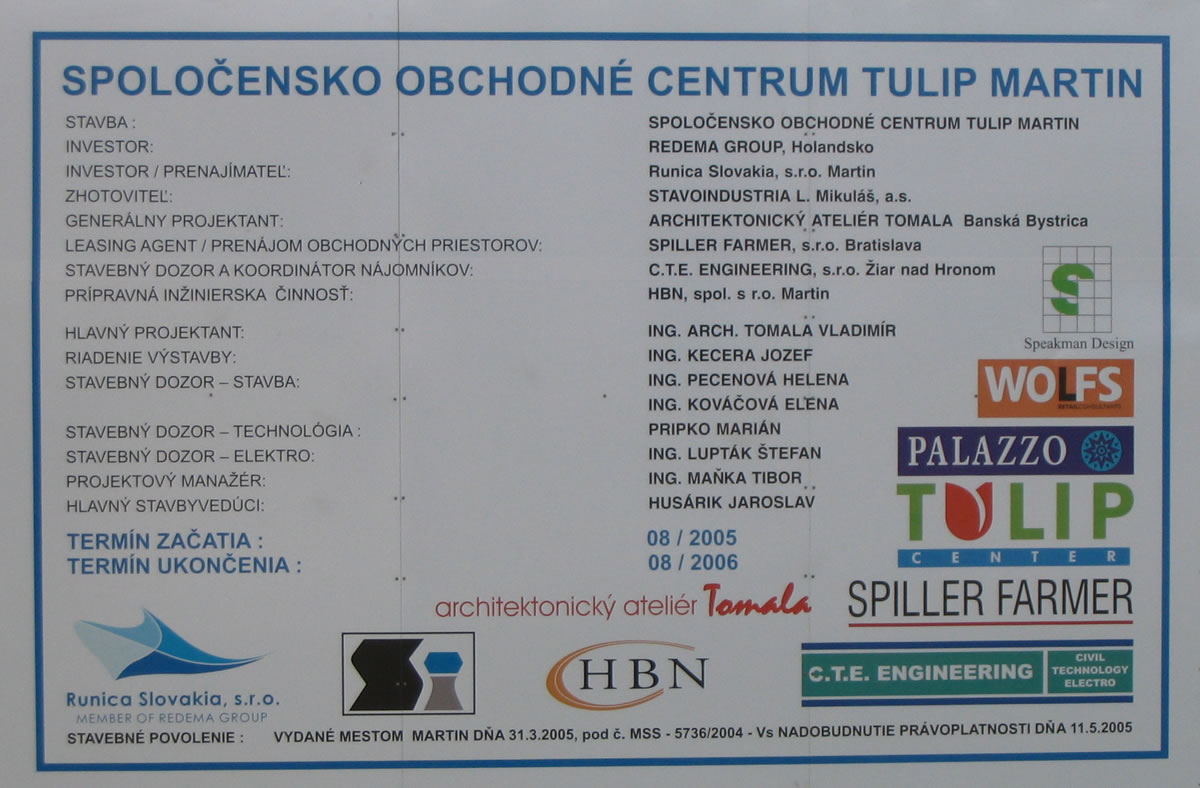 SPOLOČENSKO OBCHODNÉ CENTRUM TULIP MARTIN
STAVBA : SPOLOČENSKO OBCHODNÉ CENTRUM TULIP MARTIN
INVESTOR: REDEMA GROUP, Holandsko
INVESTOR / PRENAJÍMATEĽ: Runica Slovakia, s.r.o. Martin
ZHOTOVITEĽ: STAVOINDUSTRIA L. Mikuláš, a.s.
GENERÁLNY PROJEKTANT: ARCHITEKTONICKÝ ATELIÉR TOMALA Banská Bystrica
LEASING AGENT / PRENÁJOM OBCHODNÝCH PRIESTOROV: SPILLER FARMER, s.r.o. Bratislava
STAVEBNÝ DOZOR A KOORDINÁTOR NÁJOMNÍKOV: C.T.E. ENGINEERING, s.r.o. Žiar nad Hronom
PRÍPRAVNÁ INŽINIERSKA ČINNOSŤ: HBN, spol. s r.o. Martin
HLAVNÝ PROJEKTANT: ING. ARCH. TOMALA VLADIMÍR
RIADENIE VÝSTAVBY: ING. KECERA JOZEF
STAVEBNÝ DOZOR – STAVBA: ING. PECENOVÁ HELENA
ING. KOVÁČOVÁ ELENA
STAVEBNÝ DOZOR – TECHNOLÓGIA : PRIPKO MARIÁN
STAVEBNÝ DOZOR – ELEKTRO: ING. LUPTÁK ŠTEFAN
PROJEKTOVÝ MANAŽÉR: ING. MAŇKA TIBOR
HLAVNÝ STAVBYVEDÚCI: HUSÁRIK JAROSLAV
TERMÍN ZAČATIA : 08 / 2005
TERMÍN UKONČENIA : 08 / 2006
S
Speakman Design
WOLFS
RETAILCONSULTANTS
PALAZZO
TULIP
CENTER
architektonický ateliér Tomala
SPILLER FARMER
Runica Slovakia, s.r.o.
MEMBER OF REDEMA GROUP
HBN
C.T.E. ENGINEERING
CIVIL
TECHNOLOGY
ELECTRO
STAVEBNÉ POVOLENIE : VYDANÉ MESTOM MARTIN DŇA 31.3.2005, pod č. MSS - 5736/2004 - Vs NADOBUDNUTIE PRÁVOPLATNOSTI DŇA 11.5.2005